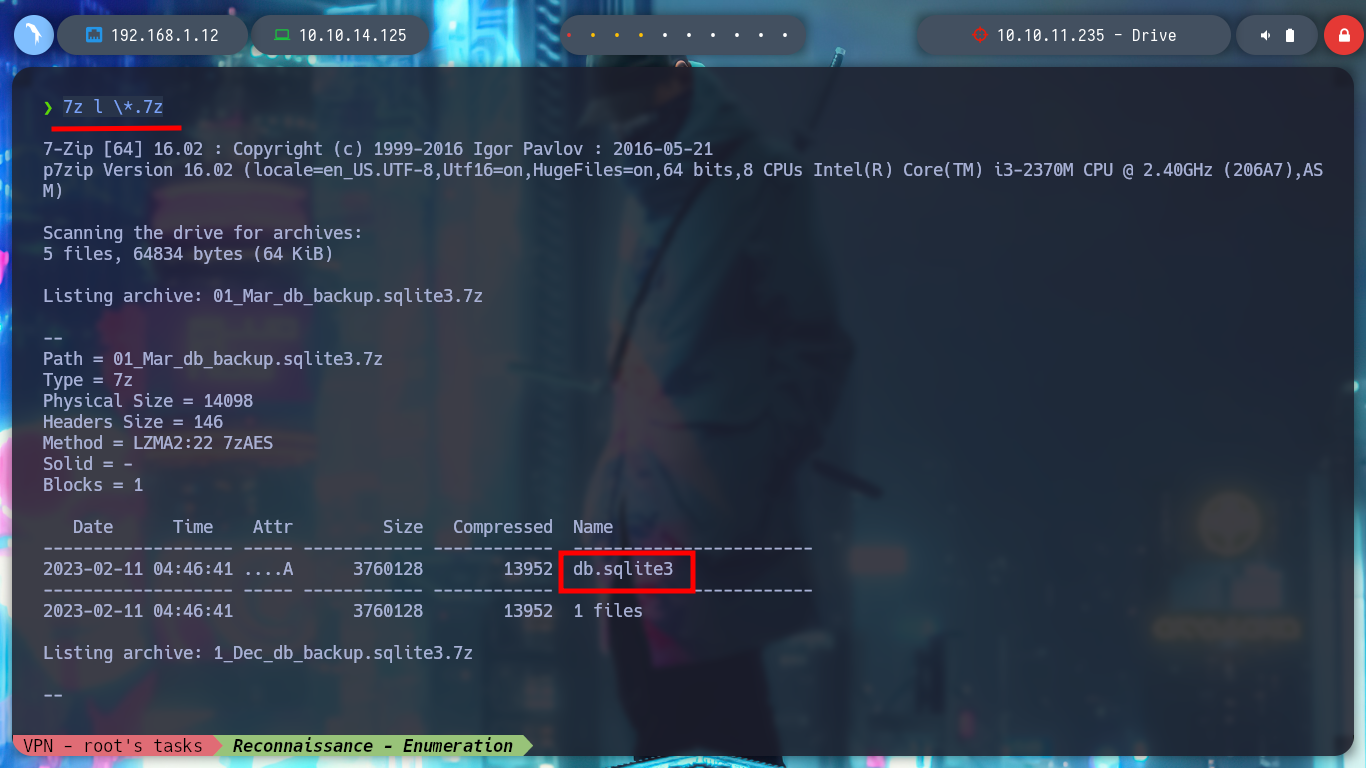 192.168.1.12 10.10.14.125 10.10.11.235 - Drive
❯ 7z l \*.7z
7-Zip [64] 16.02 : Copyright (c) 1999-2016 Igor Pavlov : 2016-05-21
p7zip Version 16.02 (locale=en_US.UTF-8,Utf16=on,HugeFiles=on,64 bits,8 CPUs Intel(R) Core(TM) i3-2370M CPU @ 2.40GHz (206A7),AS
M)
Scanning the drive for archives:
5 files, 64834 bytes (64 KiB)
Listing archive: 01_Mar_db_backup.sqlite3.7z
--
Path = 01_Mar_db_backup.sqlite3.7z
Type = 7z
Physical Size = 14098
Headers Size = 146
Method = LZMA2:22 7zAES
Solid = -
Blocks = 1
   Date      Time    Attr         Size   Compressed  Name
------------------- ----- ------------ ------------  ------------------------
2023-02-11 04:46:41 ....A      3760128        13952  db.sqlite3
------------------- ----- ------------ ------------  ------------------------
2023-02-11 04:46:41            3760128        13952  1 files
Listing archive: 1_Dec_db_backup.sqlite3.7z
--
VPN - root's tasks Reconnaissance - Enumeration